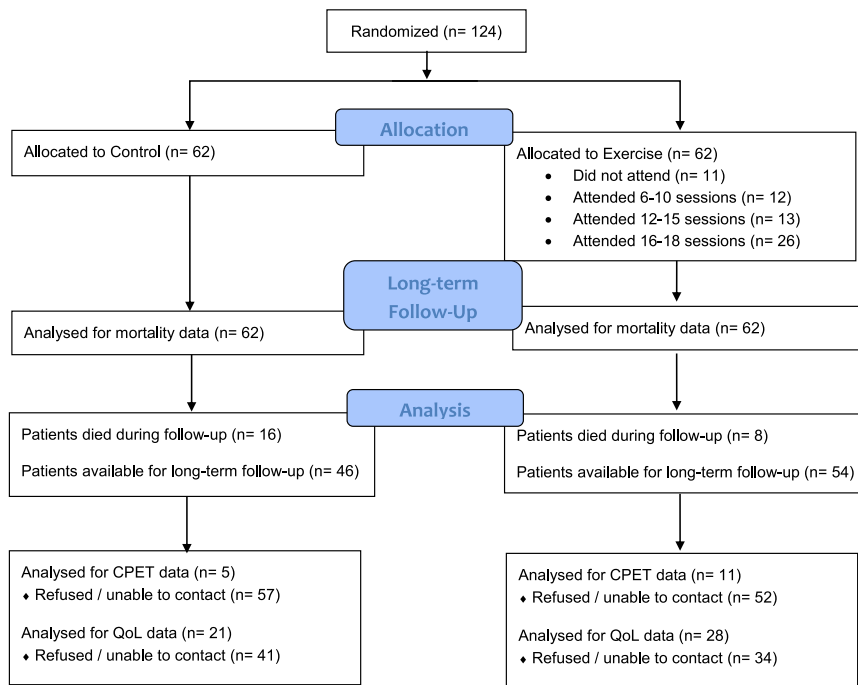 Randomized (n= 124)
Allocation
Allocated to Control (n= 62)
Allocated to Exercise (n= 62)
• Did not attend (n= 11)
• Attended 6-10 sessions (n= 12)
• Attended 12-15 sessions (n= 13)
• Attended 16-18 sessions (n= 26)
Long-term
Follow-Up
Analysed for mortality data (n= 62)
Analysed for mortality data (n= 62)
Analysis
Patients died during follow-up (n= 16)
Patients available for long-term follow-up (n= 46)
Patients died during follow-up (n= 8)
Patients available for long-term follow-up (n= 54)
Analysed for CPET data (n= 5)
♦ Refused / unable to contact (n= 57)
Analysed for QoL data (n= 21)
♦ Refused / unable to contact (n= 41)
Analysed for CPET data (n= 11)
♦ Refused / unable to contact (n= 52)
Analysed for QoL data (n= 28)
♦ Refused / unable to contact (n= 34)